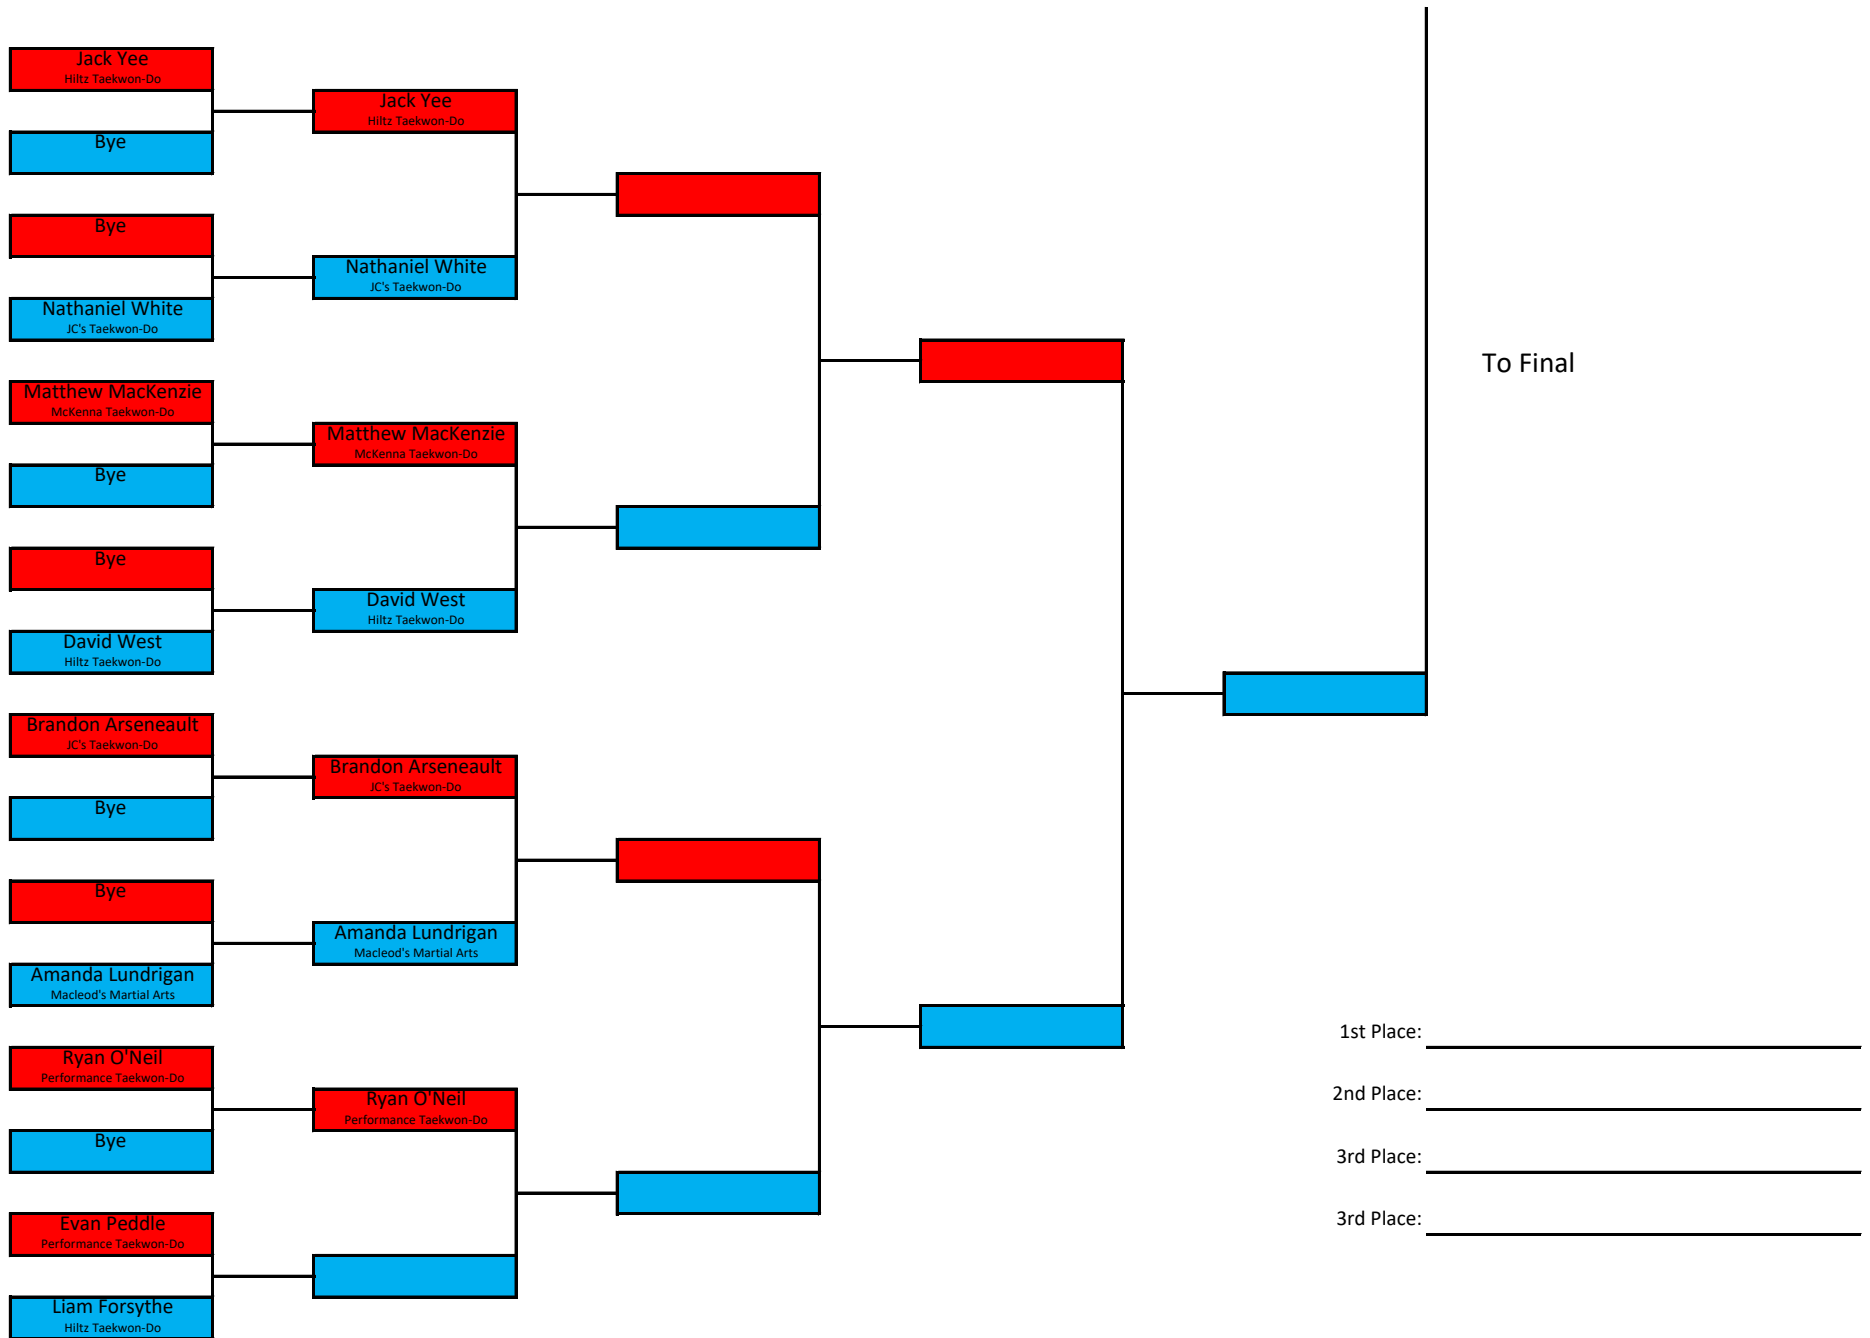 Jack Yee
Hiltz Taekwon-Do
Bye
Bye
Nathaniel White
JC's Taekwon-Do
Matthew MacKenzie
McKenna Taekwon-Do
Bye
Bye
David West
Hiltz Taekwon-Do
Brandon Arseneault
JC's Taekwon-Do
Bye
Bye
Amanda Lundrigan
Macleod's Martial Arts
Ryan O'Neil
Performance Taekwon-Do
Bye
Evan Peddle
Performance Taekwon-Do
Liam Forsythe
Hiltz Taekwon-Do
Jack Yee
Hiltz Taekwon-Do
Nathaniel White
JC's Taekwon-Do
Matthew MacKenzie
McKenna Taekwon-Do
David West
Hiltz Taekwon-Do
Brandon Arseneault
JC's Taekwon-Do
Amanda Lundrigan
Macleod's Martial Arts
Ryan O'Neil
Performance Taekwon-Do
To Final
1st Place:
2nd Place:
3rd Place:
3rd Place: